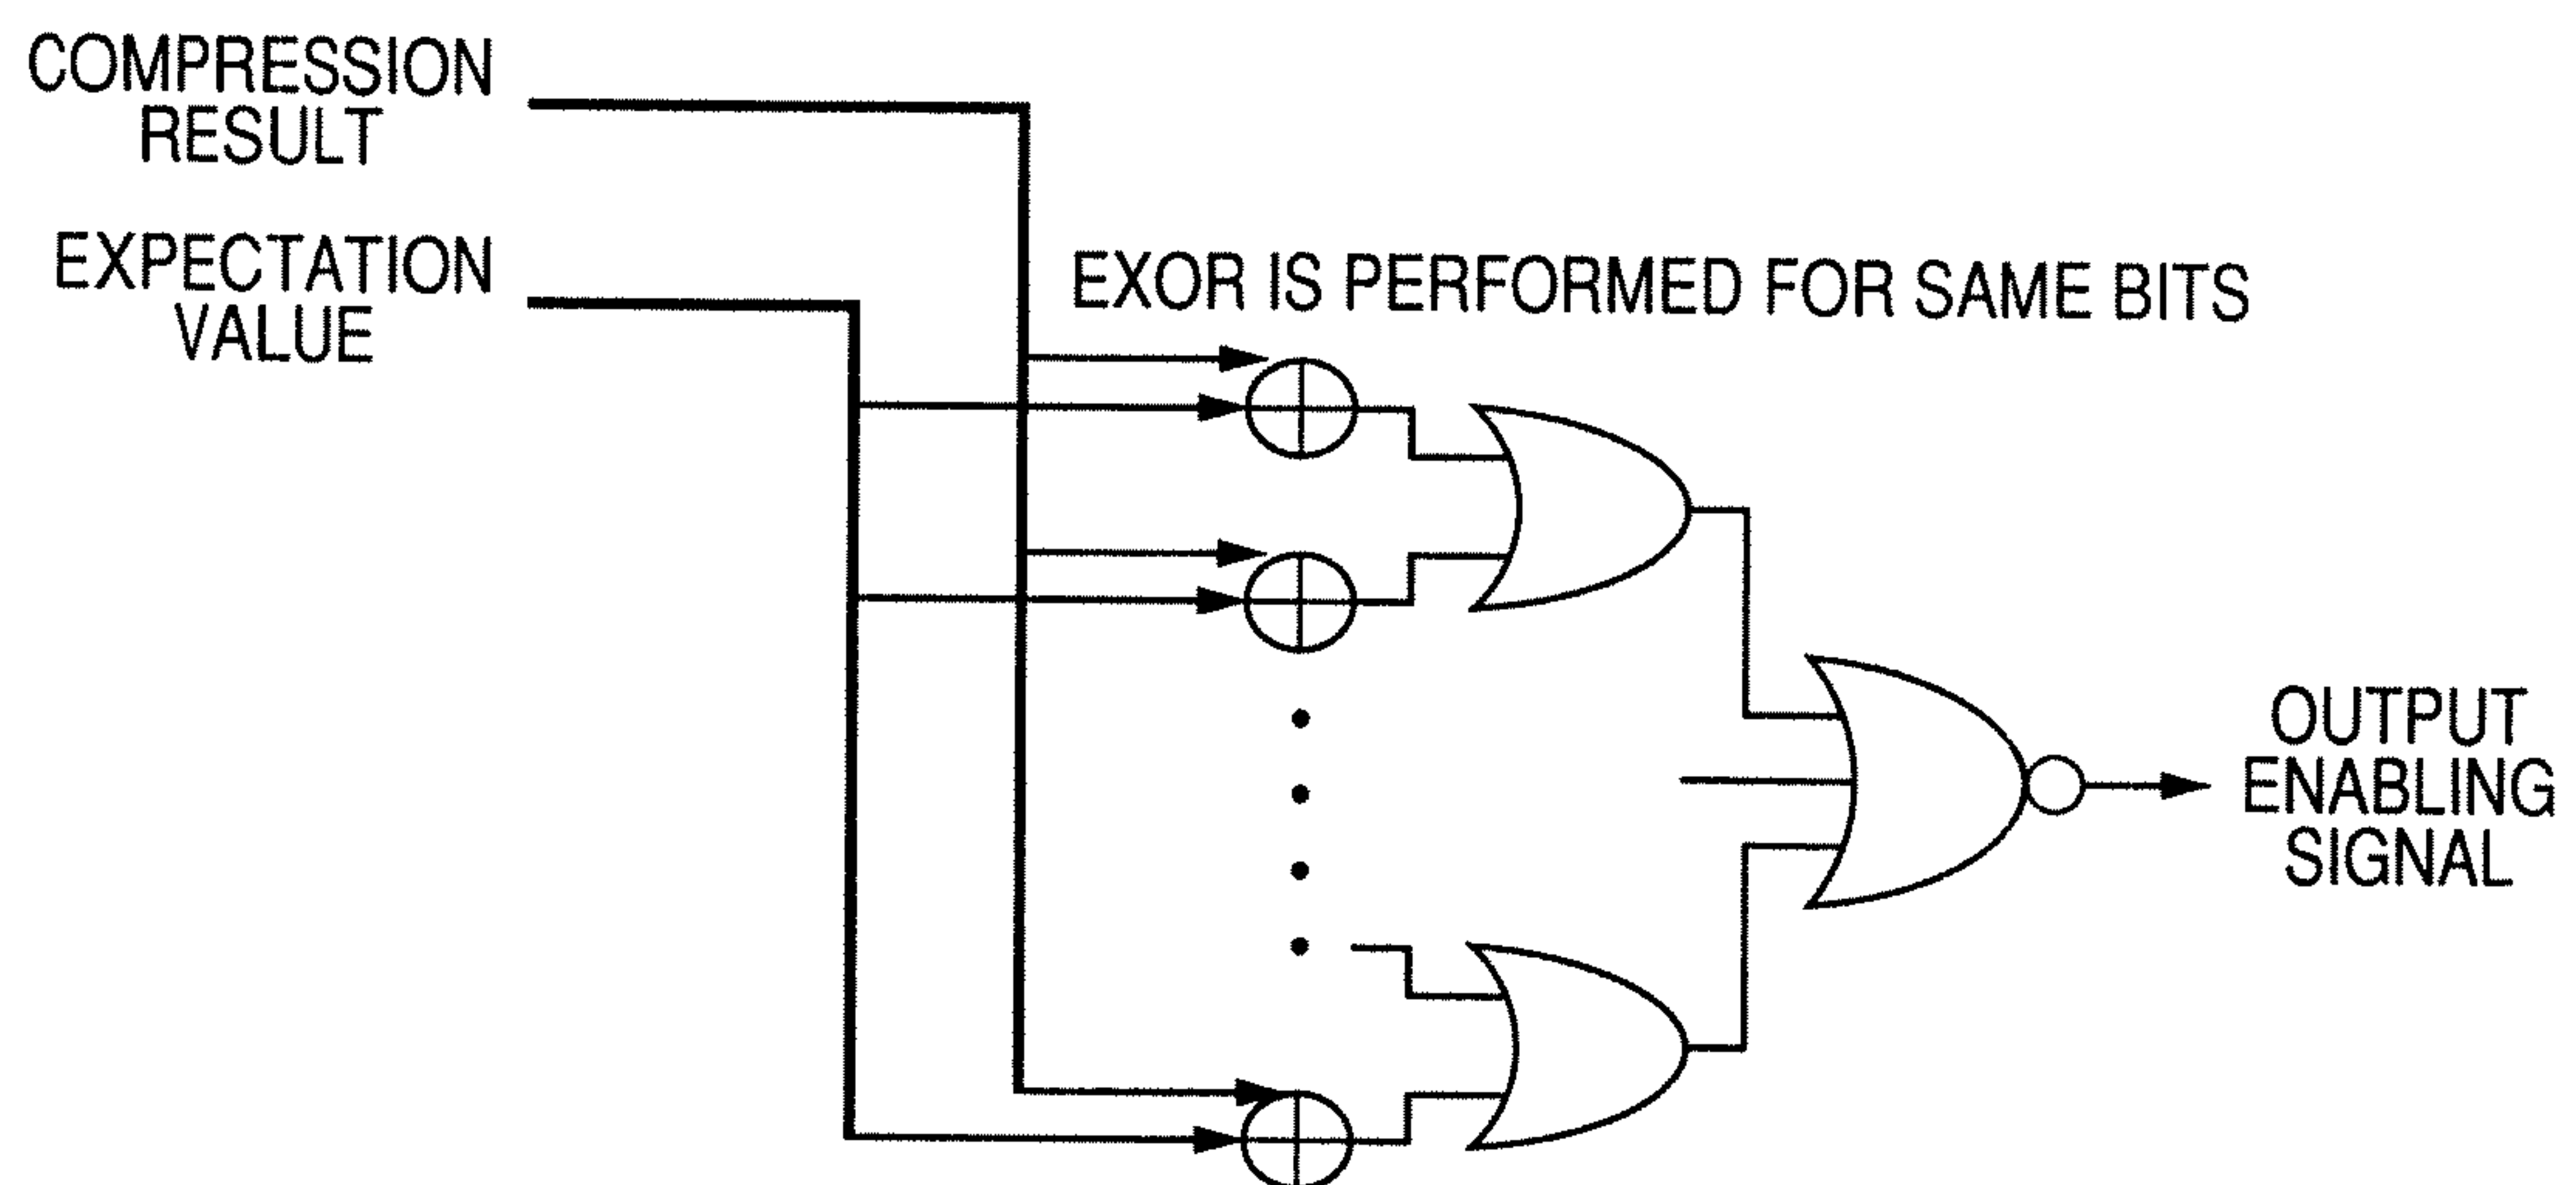 COMPRESSION
RESULT
EXPECTATION
VALUE
EXOR IS PERFORMED FOR SAME BITS
OUTPUT
ENABLING
SIGNAL